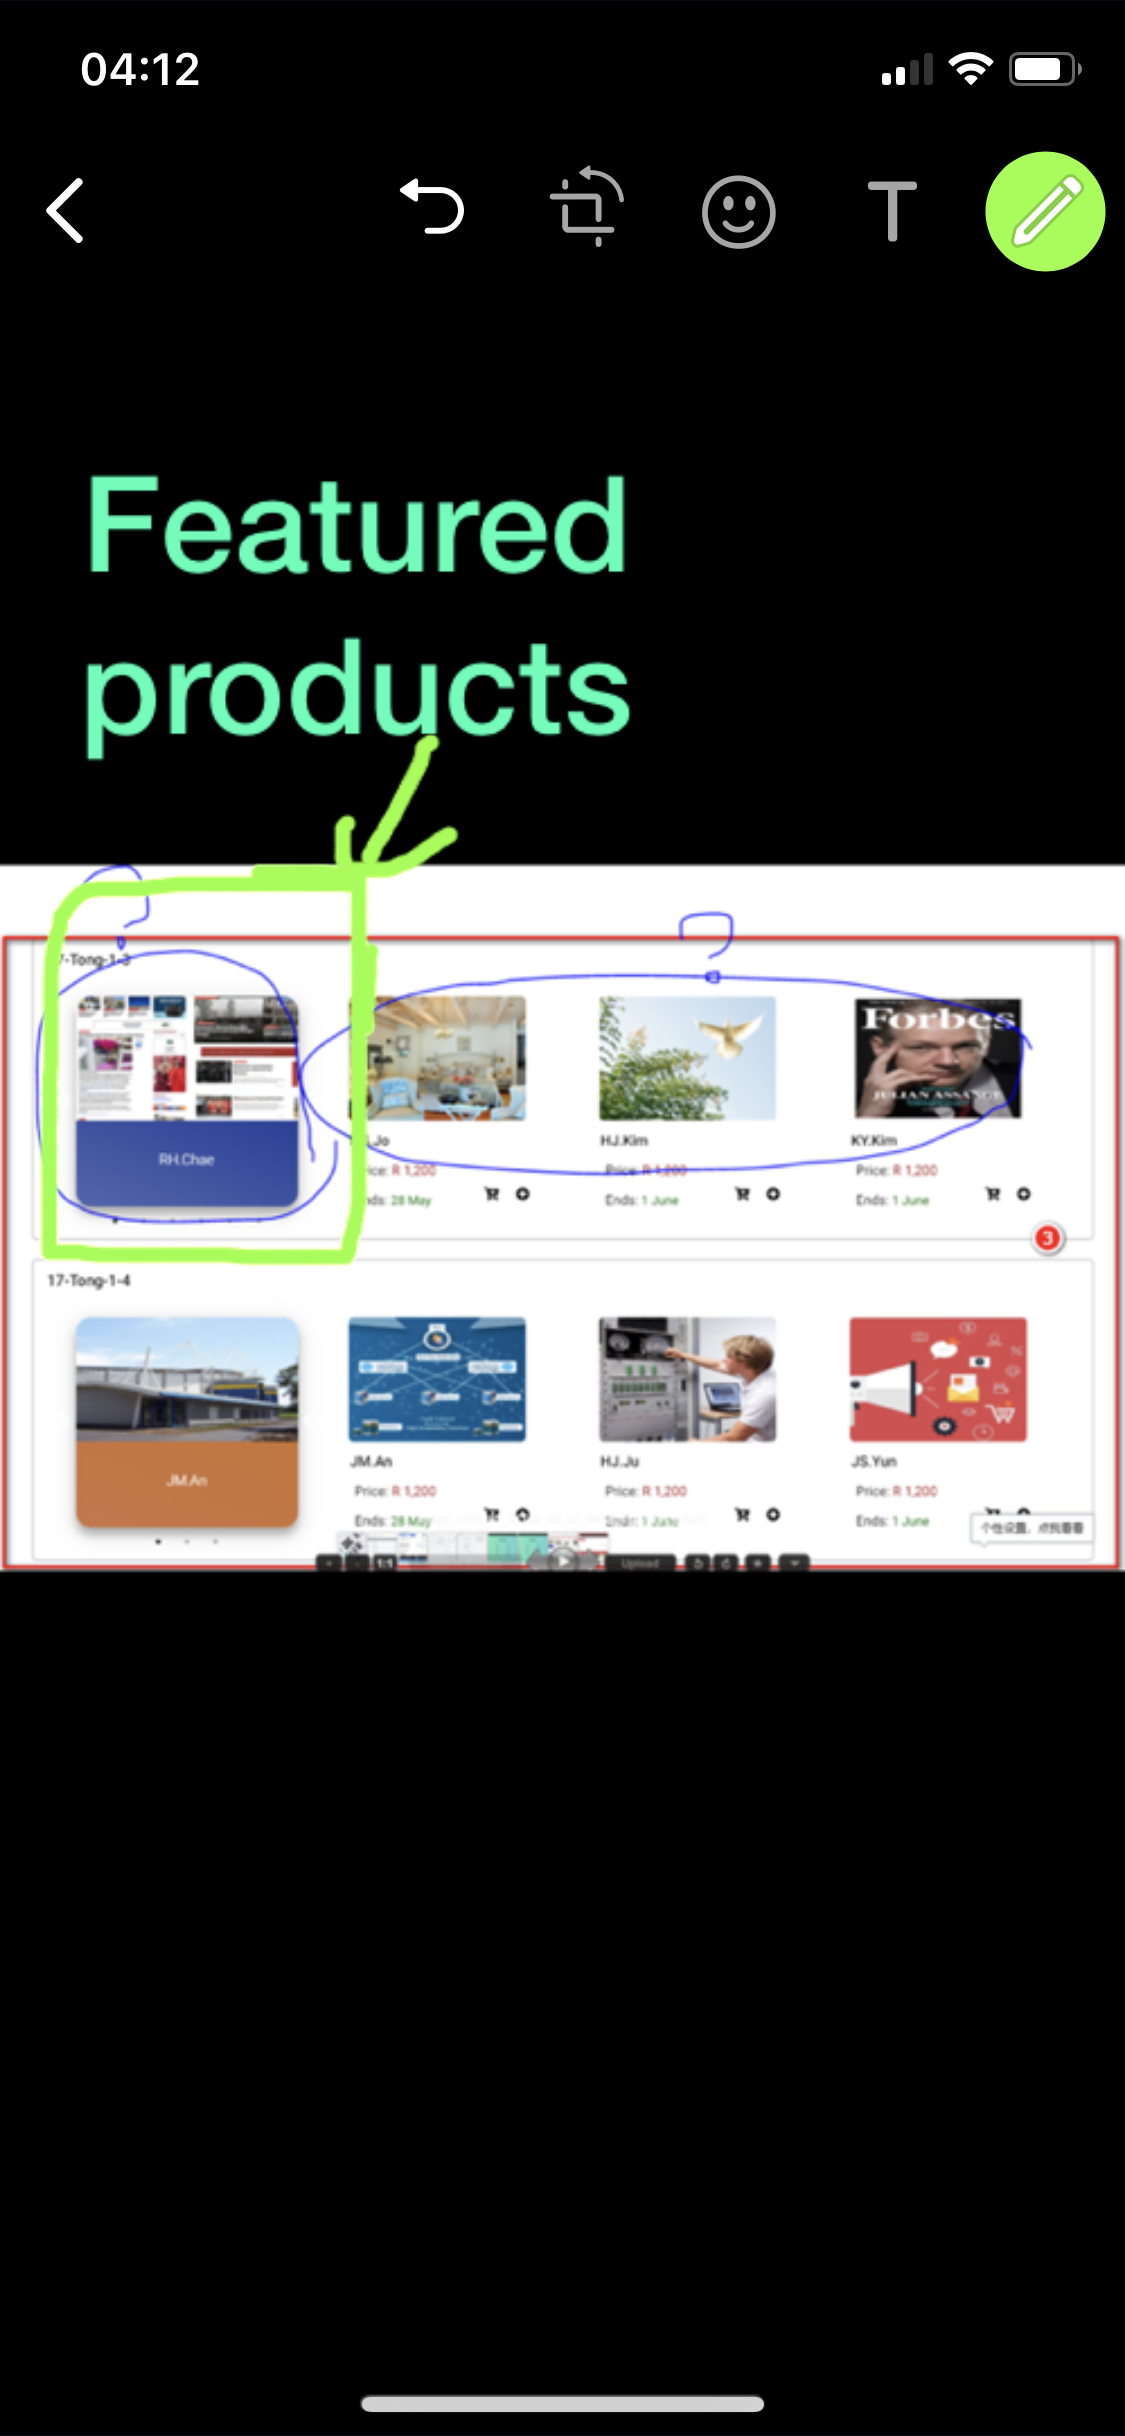 04:12
T
Featured
products
7-Tong-1-3
Forbes
JULIAN ASSANGE
RH.Chae
.Jo
HJ.Kim
KY.Kim
ice: R 1,200
Price: R 1,200
Price: R 1,200
nds: 28 May
Ends: 1 June
Ends: 1 June
3
17-Tong-1-4
JM.An
JM.An
HJ.Ju
JS.Yun
Price: R 1,200
Price: R 1,200
Price: R 1,200
Ends: 28 May
Ends: 1 June
Ends: 1 June
个性设置，点我看看
1:1
Upload